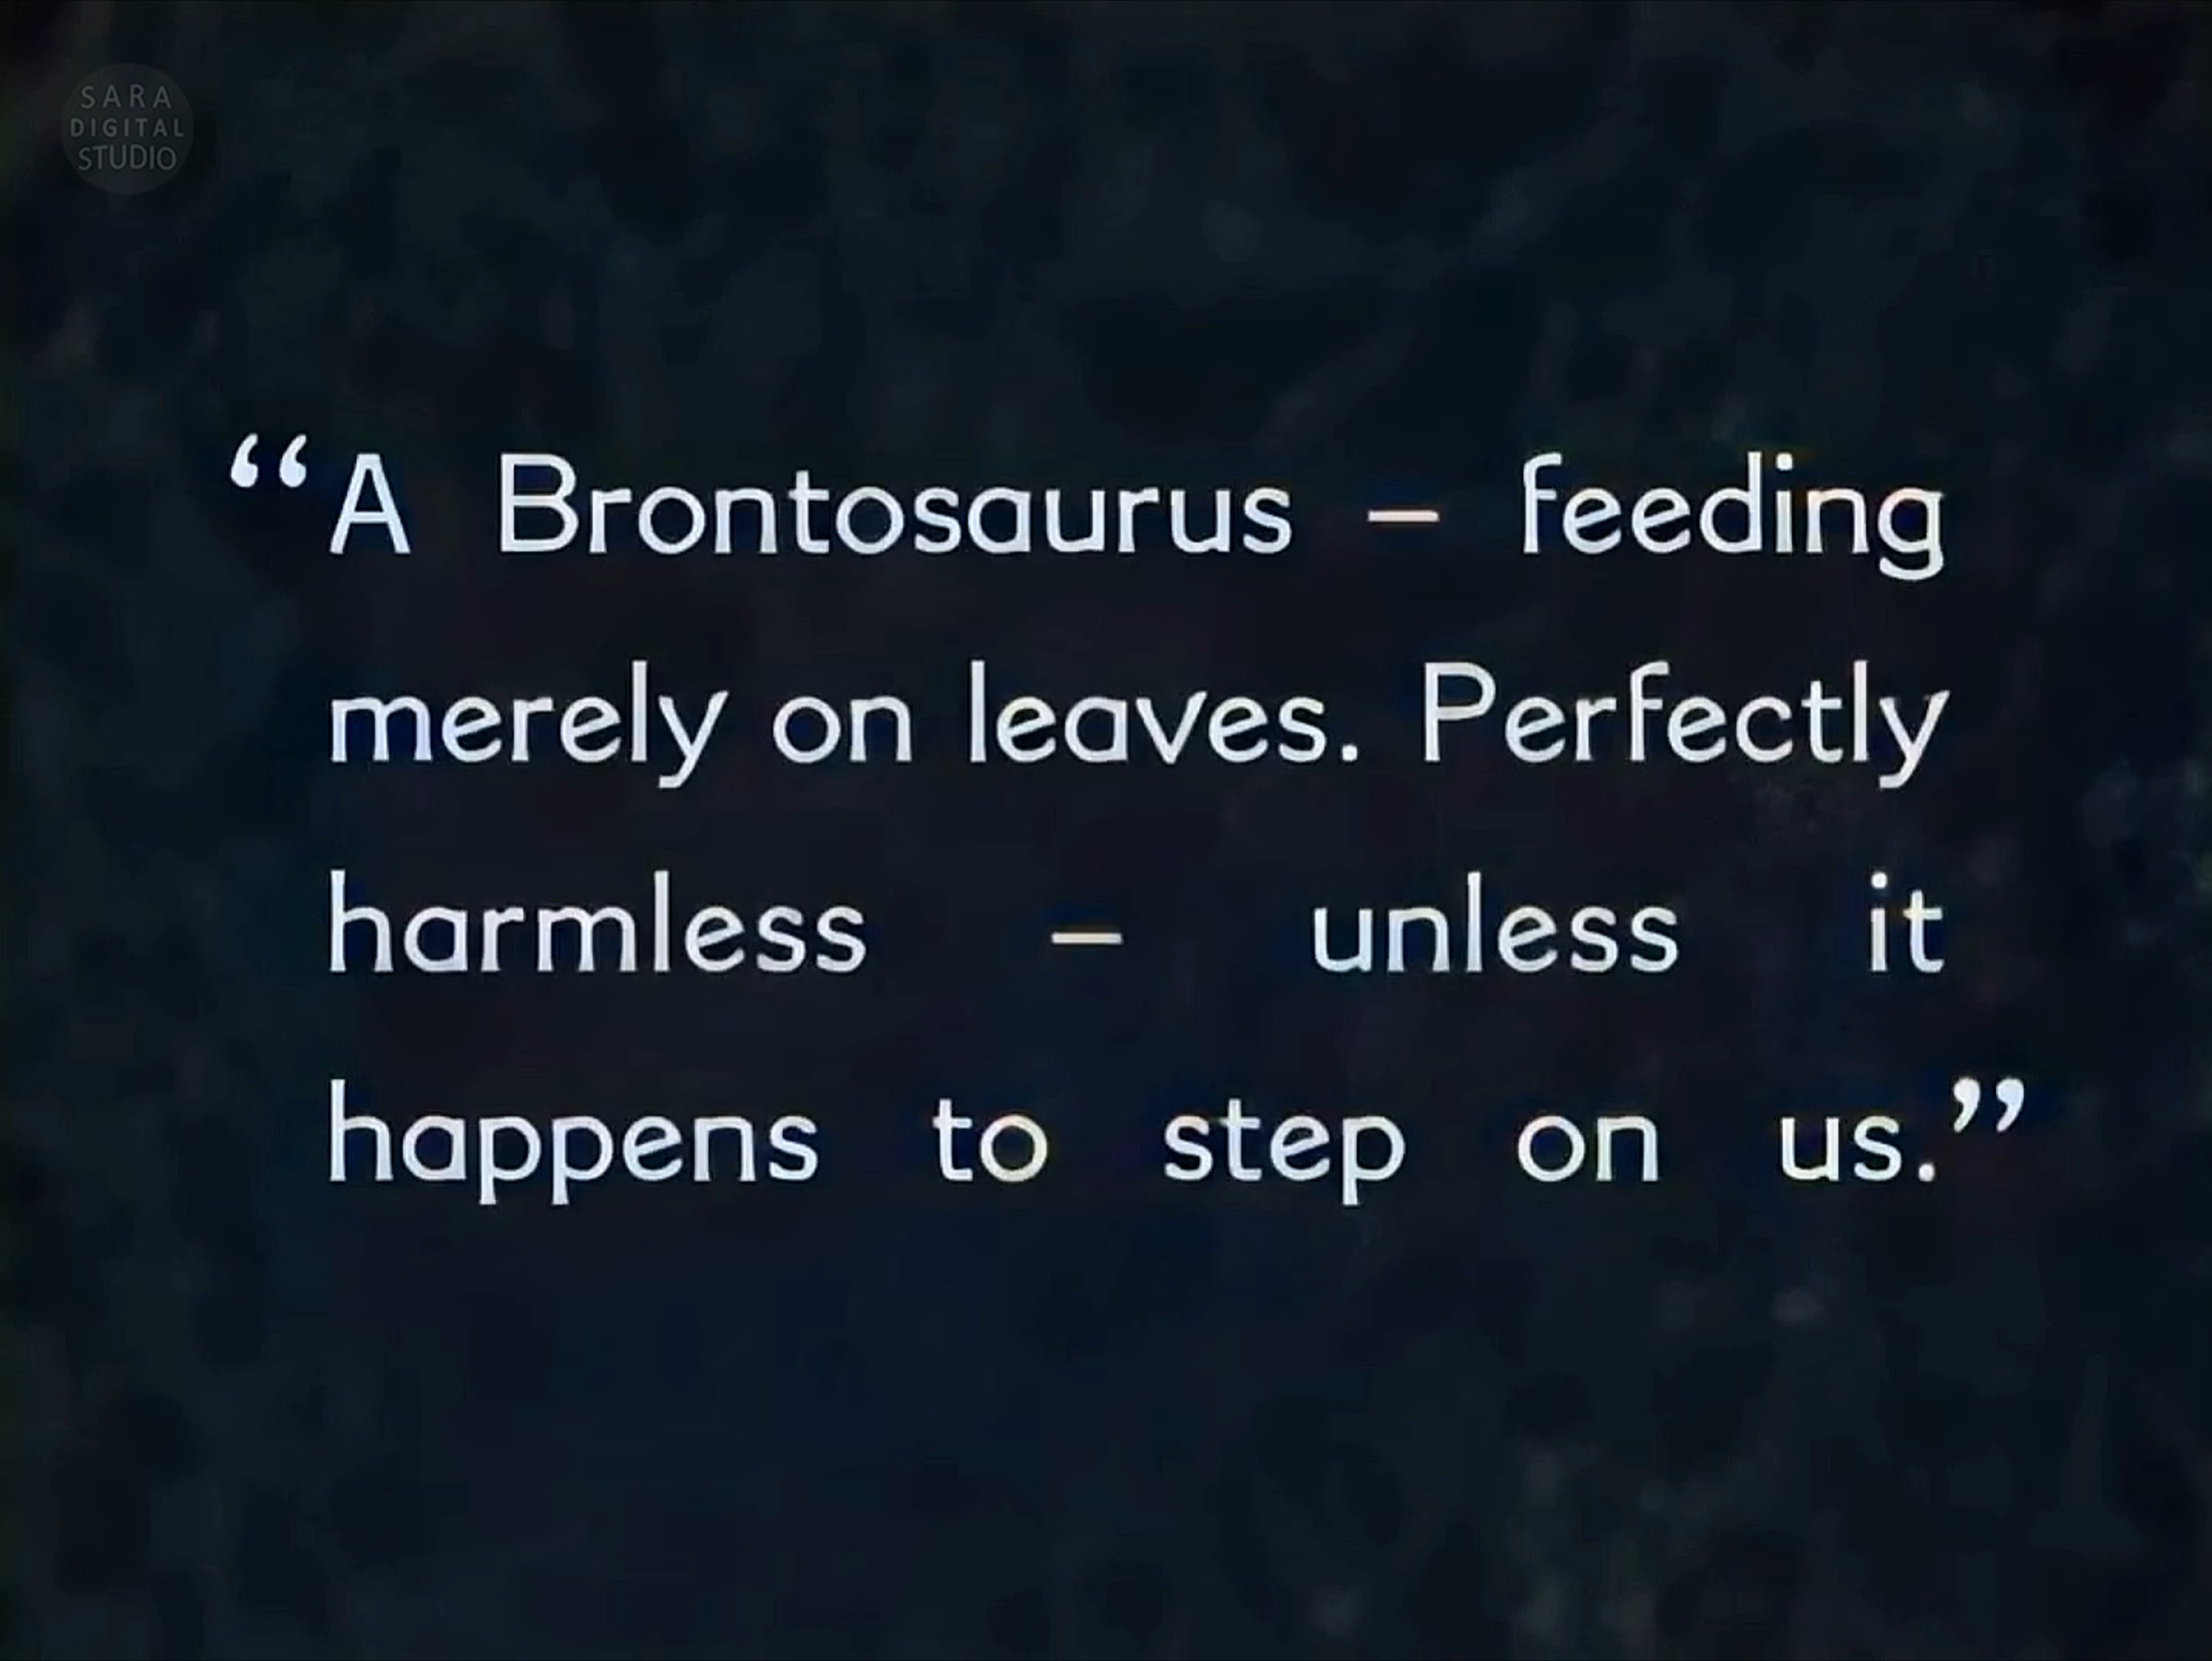 SARA
DIGITAL
STUDIO
“A Brontosaurus – feeding
merely on leaves. Perfectly
harmless – unless it
happens to step on us.”